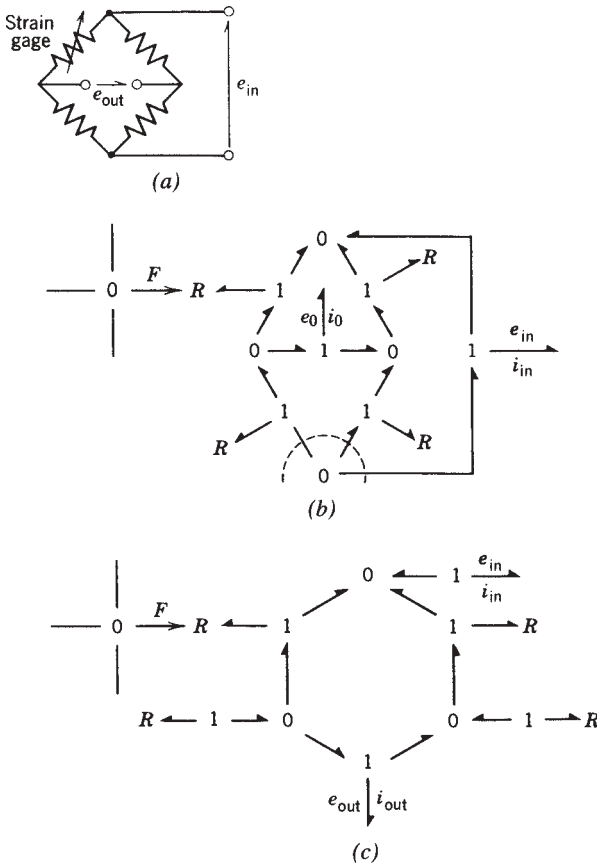 Strain
gage
e_out
e_in
(a)
0
F
R
1
1
R
0
e_0 i_0
0
1
0
1
e_in
i_in
1
1
R
R
0
(b)
0
1
e_in
i_in
0
F
R
1
1
R
R
1
0
0
1
R
1
e_out i_out
(c)